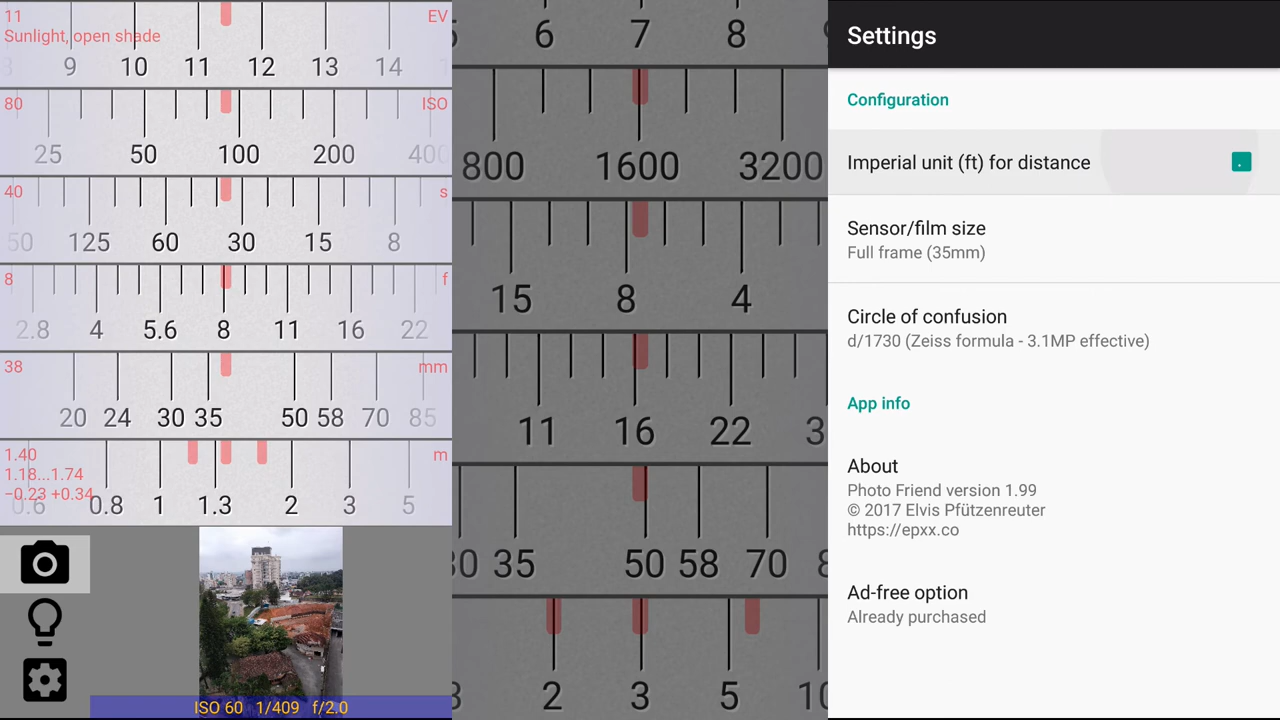 11 EV
Sunlight, open shade
8 9 10 11 12 13 14
80 ISO
25 50 100 200 400
40 s
50 125 60 30 15 8
8 f
2.8 4 5.6 8 11 16 22
38 mm
20 24 30 35 50 58 70 85
1.40 m
1.18...1.74
−0.23 +0.34
0.6 0.8 1 1.3 2 3 5
ISO 60 1/409 f/2.0
6 7 8
800 1600 3200
15 8 4
11 16 22 3
30 35 50 58 70 8
3 2 3 5 10
Settings
Configuration
Imperial unit (ft) for distance
Sensor/film size
Full frame (35mm)
Circle of confusion
d/1730 (Zeiss formula - 3.1MP effective)
App info
About
Photo Friend version 1.99
© 2017 Elvis Pfützenreuter
https://epxx.co
Ad-free option
Already purchased